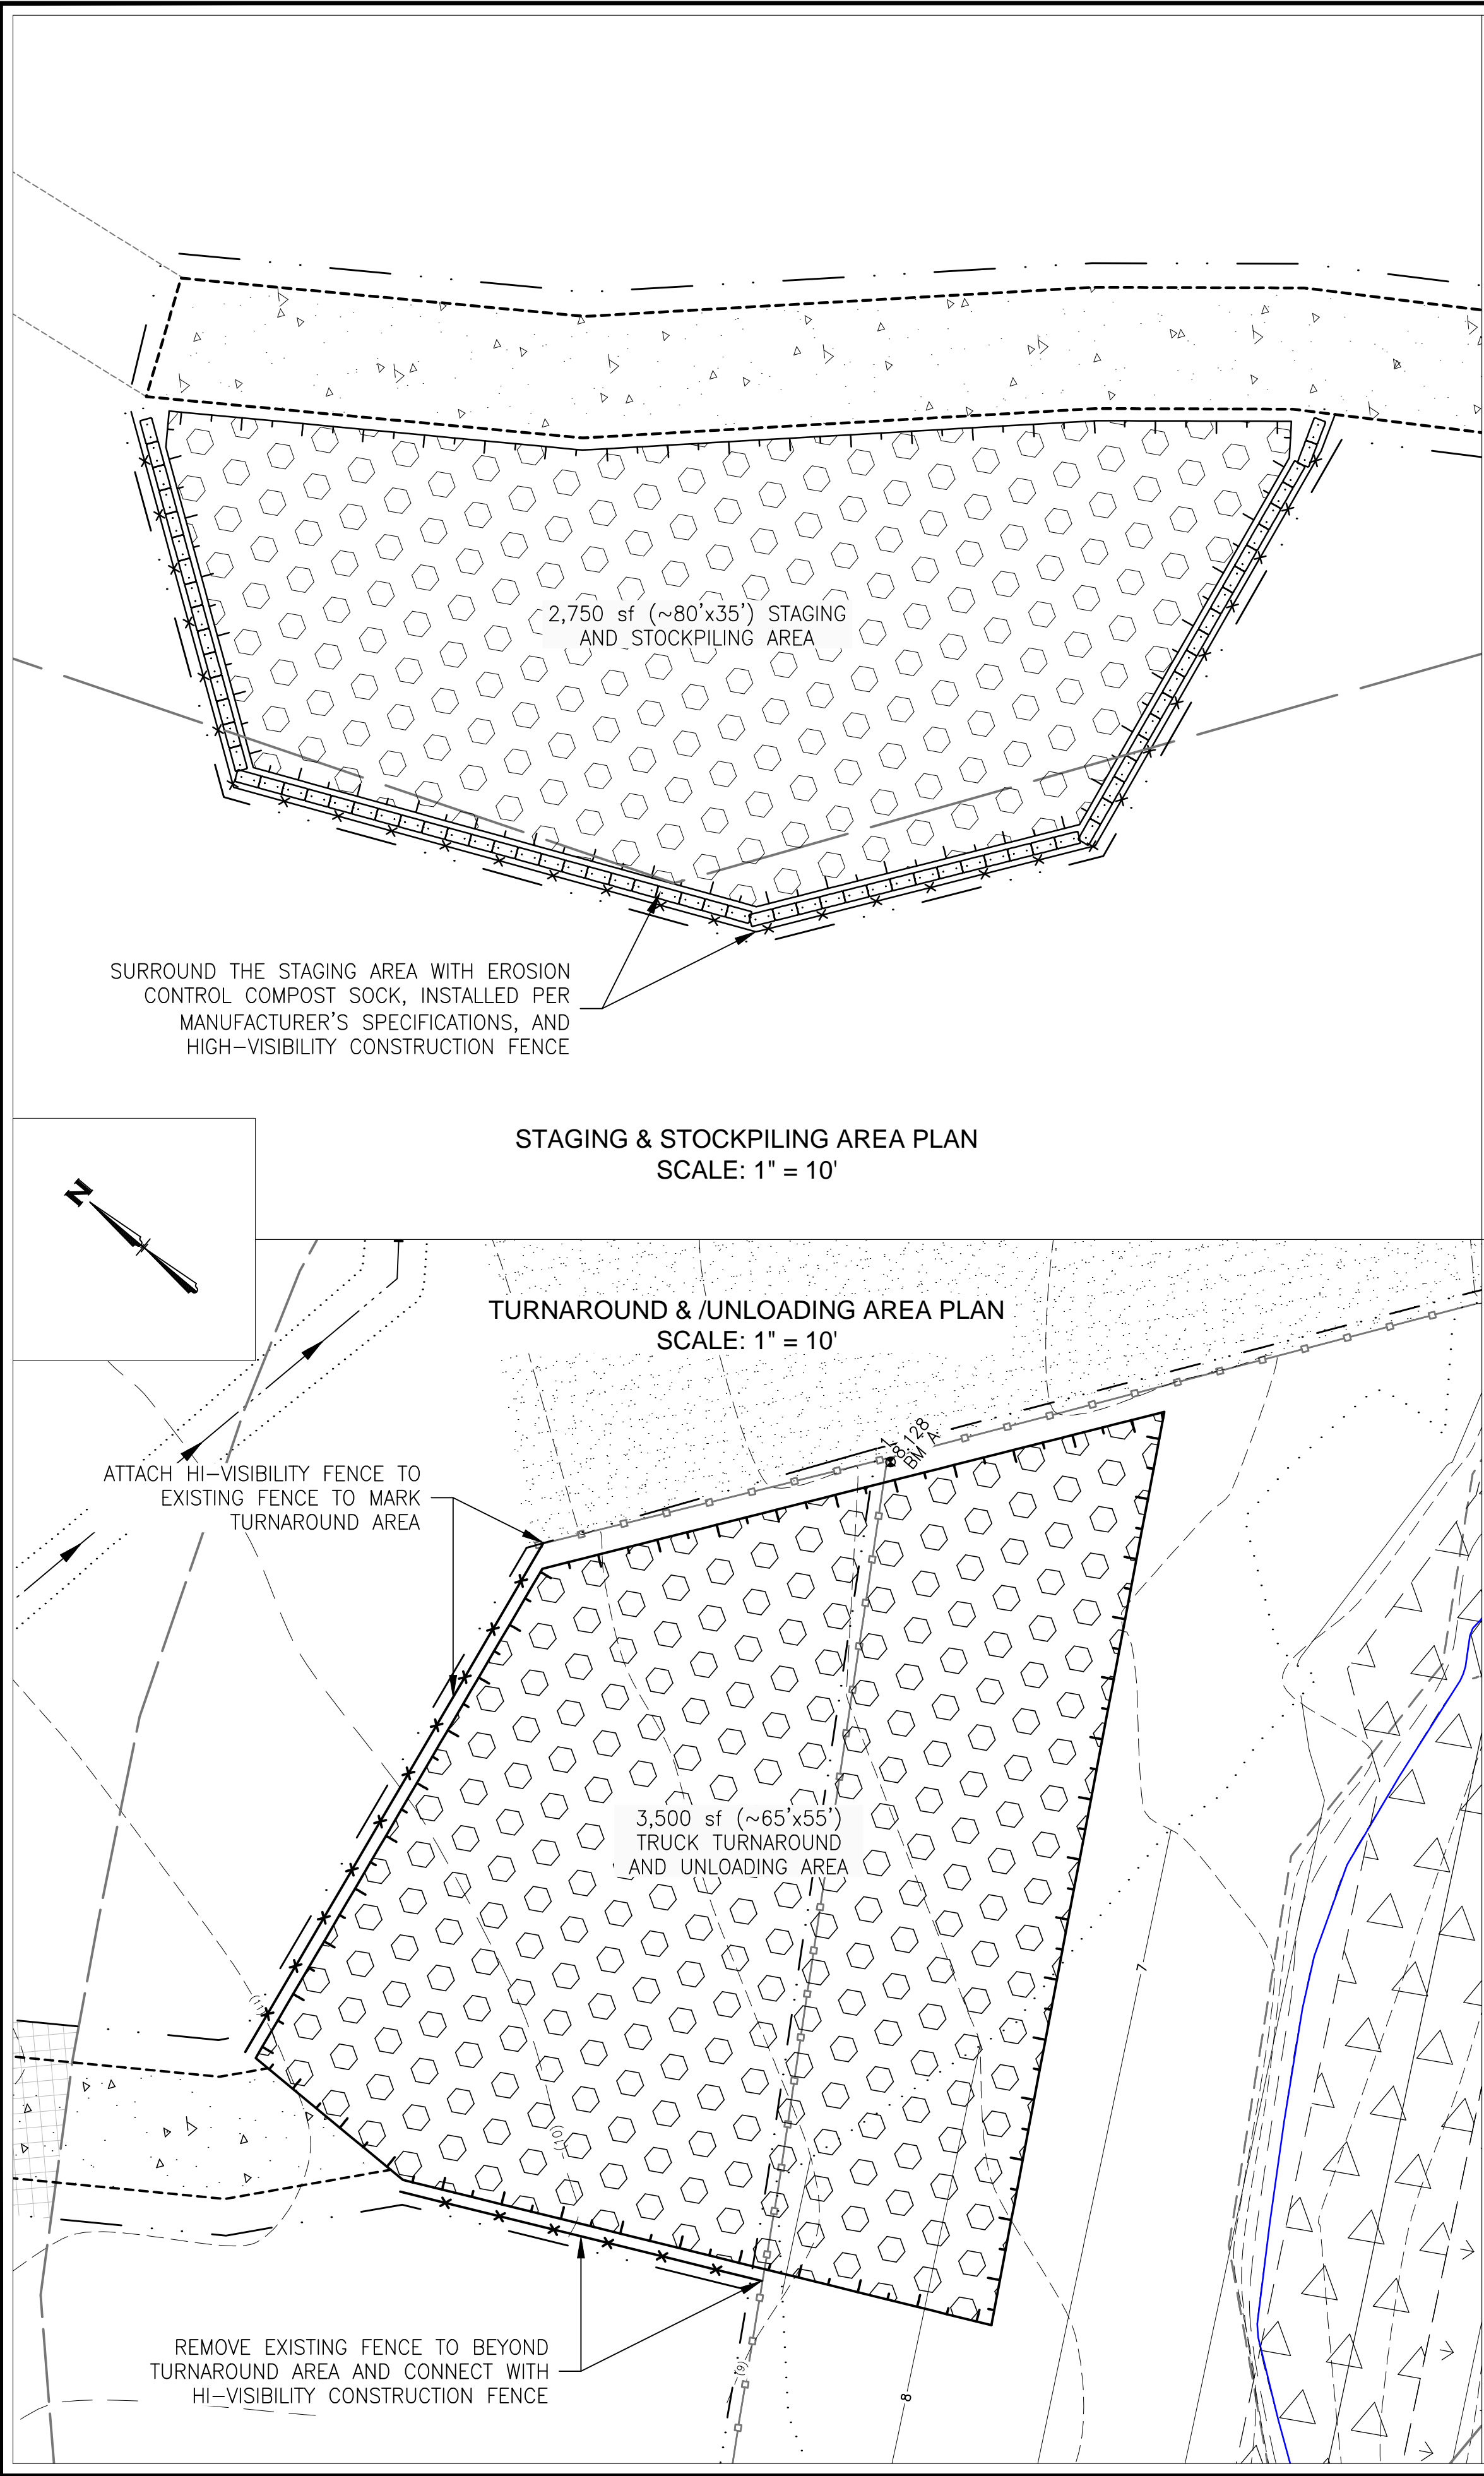 2,750 sf (~80'x35') STAGING
AND STOCKPILING AREA
SURROUND THE STAGING AREA WITH EROSION
CONTROL COMPOST SOCK, INSTALLED PER
MANUFACTURER'S SPECIFICATIONS, AND
HIGH-VISIBILITY CONSTRUCTION FENCE
STAGING & STOCKPILING AREA PLAN
SCALE: 1" = 10'
N
TURNAROUND & /UNLOADING AREA PLAN
SCALE: 1" = 10'
BM A
ATTACH HI-VISIBILITY FENCE TO
EXISTING FENCE TO MARK
TURNAROUND AREA
3,500 sf (~65'x55')
TRUCK TURNAROUND
AND UNLOADING AREA
7
(10)
REMOVE EXISTING FENCE TO BEYOND
TURNAROUND AREA AND CONNECT WITH
HI-VISIBILITY CONSTRUCTION FENCE
(9)
8